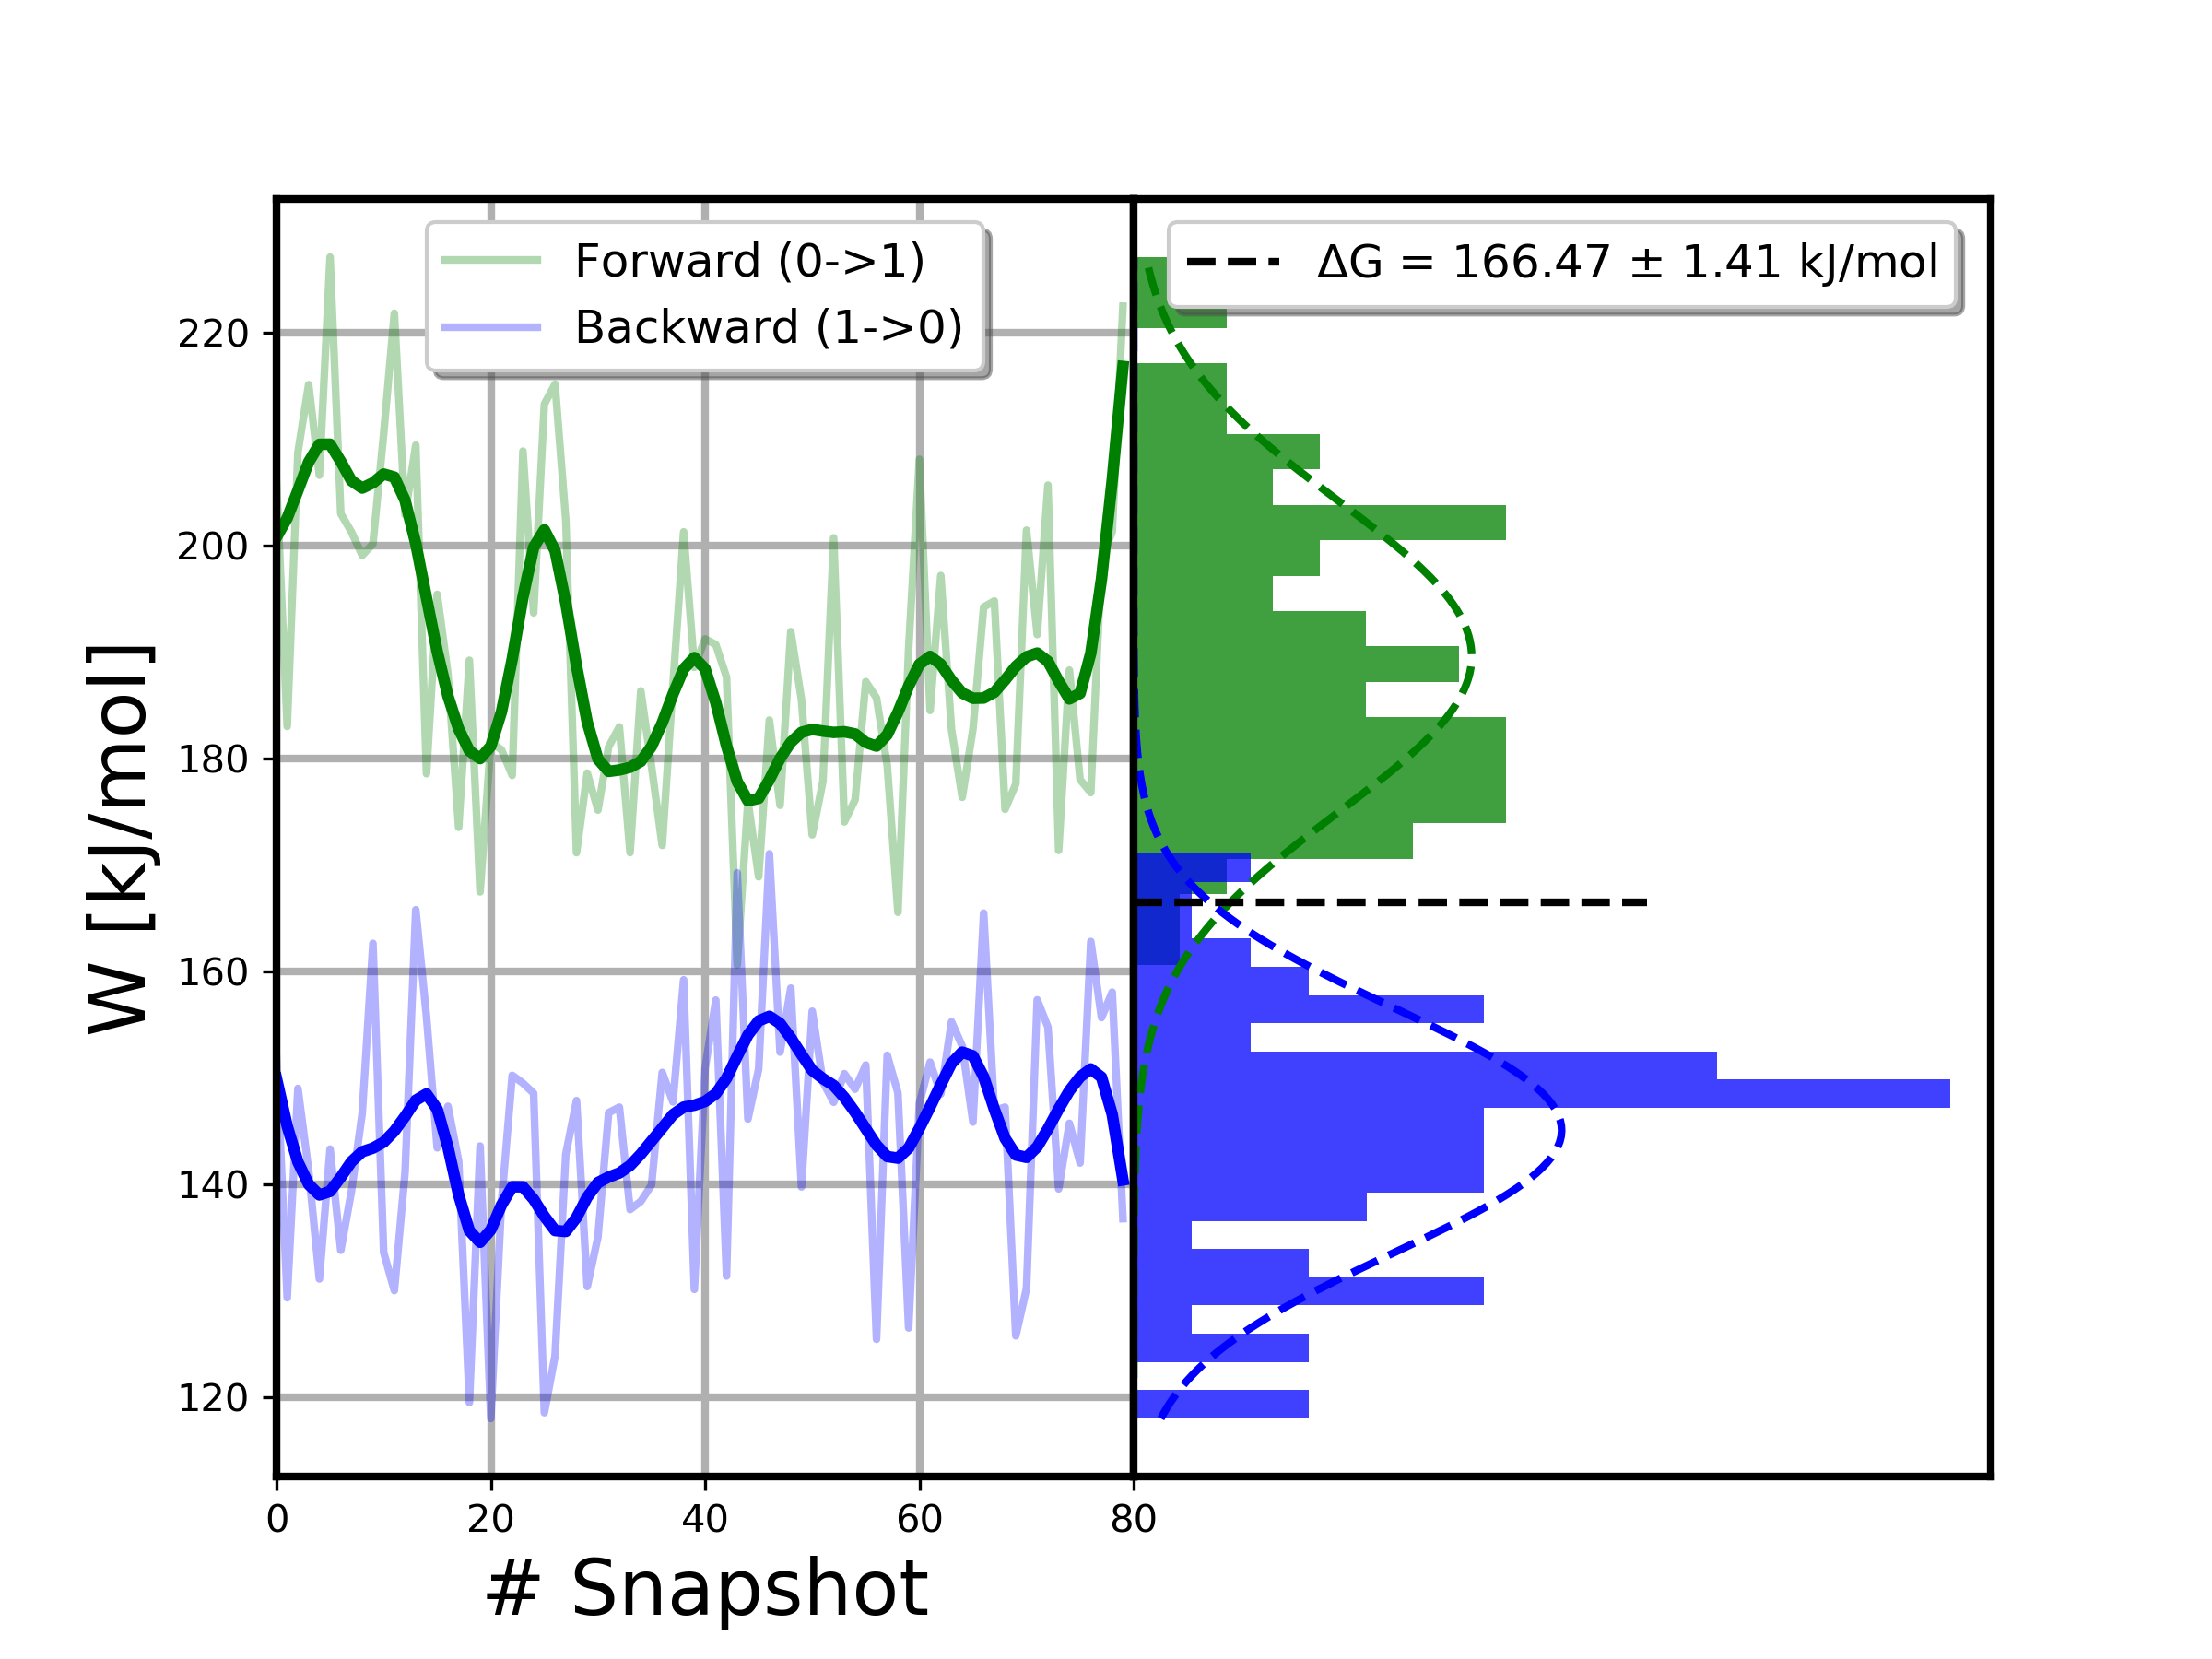 Forward (0->1)
Backward (1->0)
ΔG = 166.47 ± 1.41 kJ/mol
W [kJ/mol]
220
200
180
160
140
120
0 20 40 60 80
# Snapshot